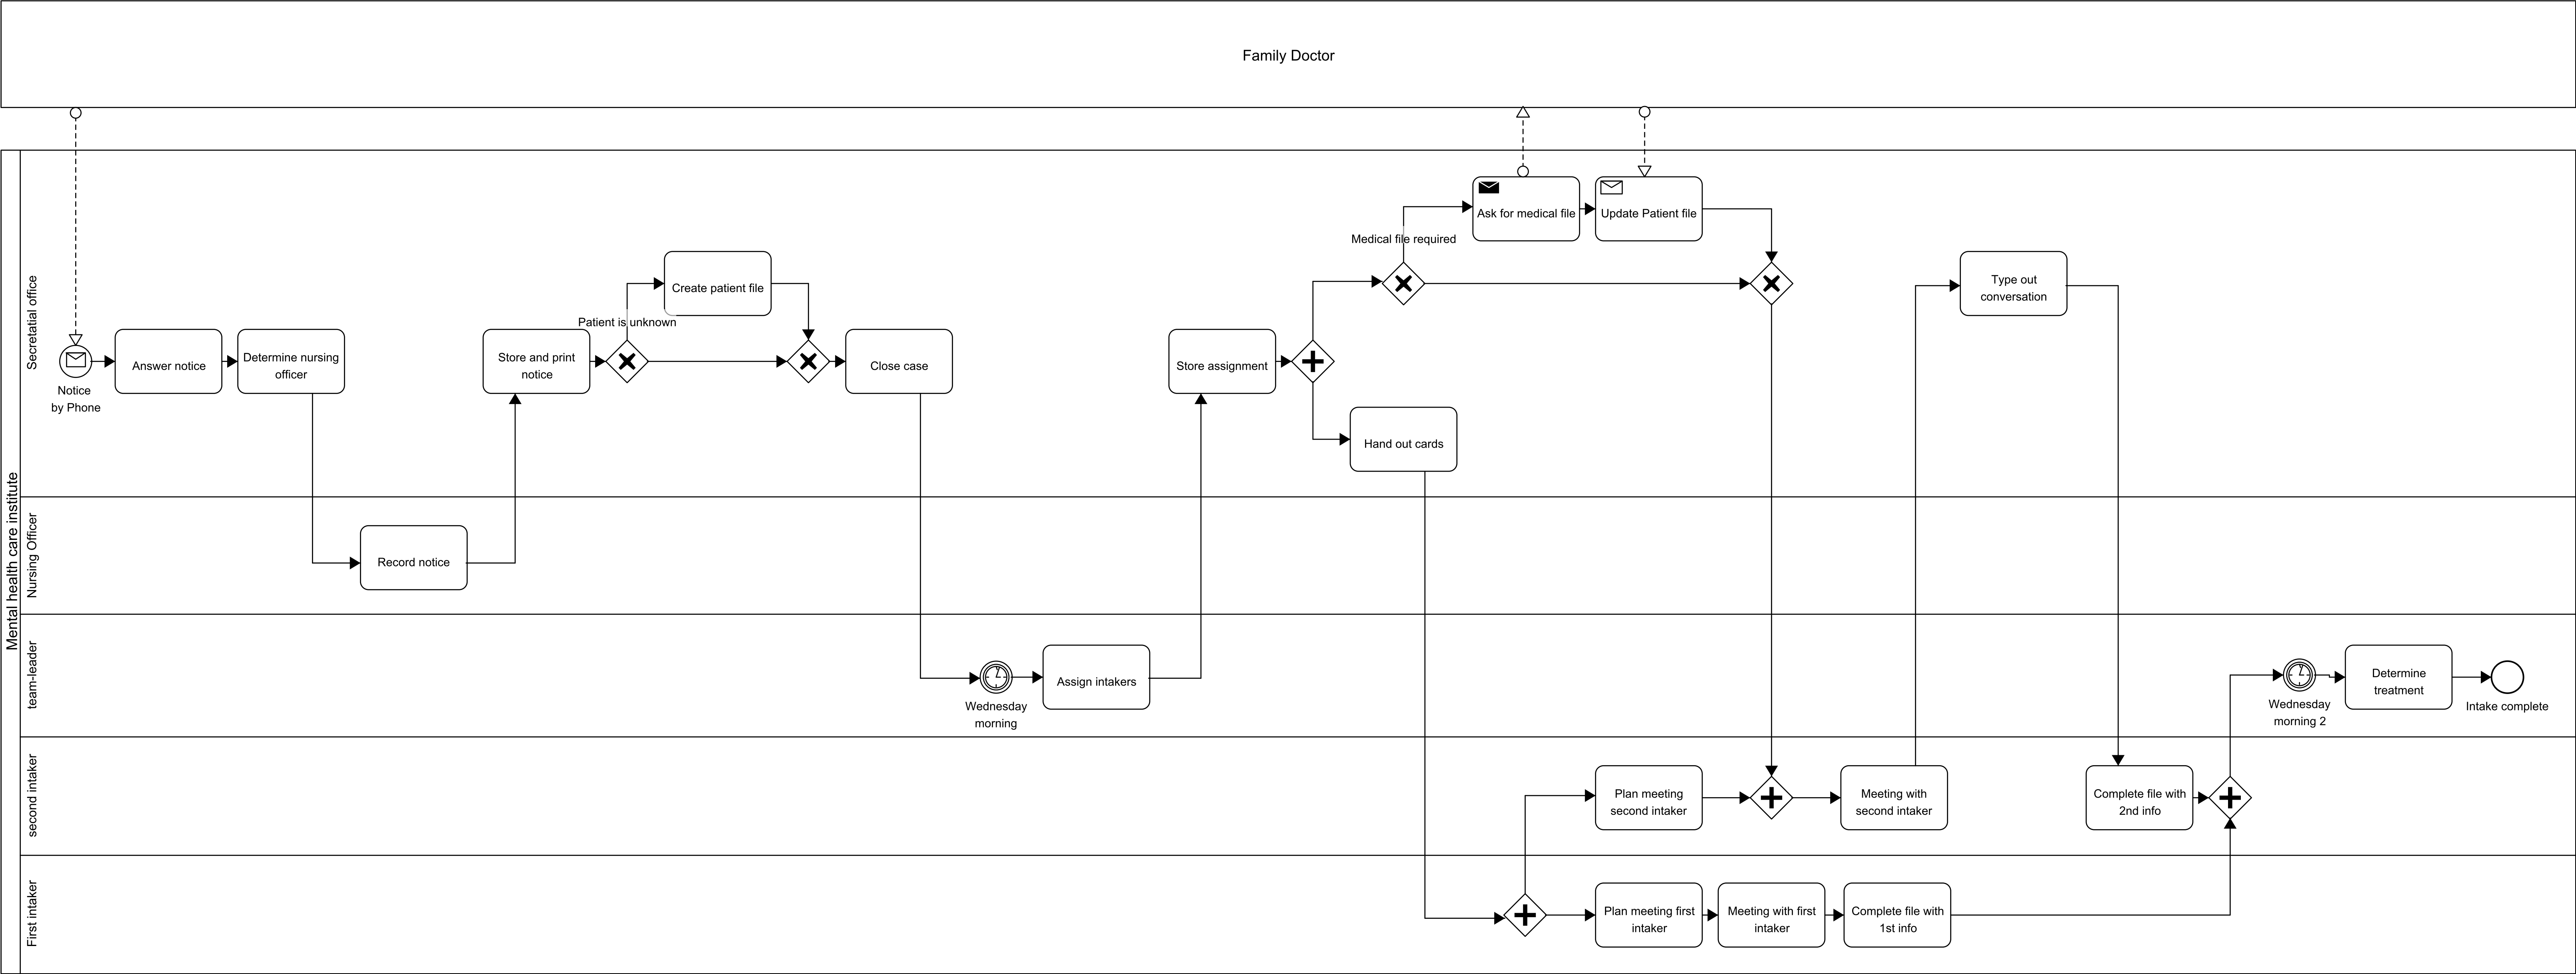 Family Doctor
Mental health care institute
Secretatial office
Notice
by Phone
Answer notice
Determine nursing
officer
Store and print
notice
Patient is unknown
Create patient file
Close case
Store assignment
Medical file required
Ask for medical file
Update Patient file
Hand out cards
Type out
conversation
Nursing Officer
Record notice
team-leader
Wednesday
morning
Assign intakers
Wednesday
morning 2
Determine
treatment
Intake complete
second intaker
Plan meeting
second intaker
Meeting with
second intaker
Complete file with
2nd info
First intaker
Plan meeting first
intaker
Meeting with first
intaker
Complete file with
1st info